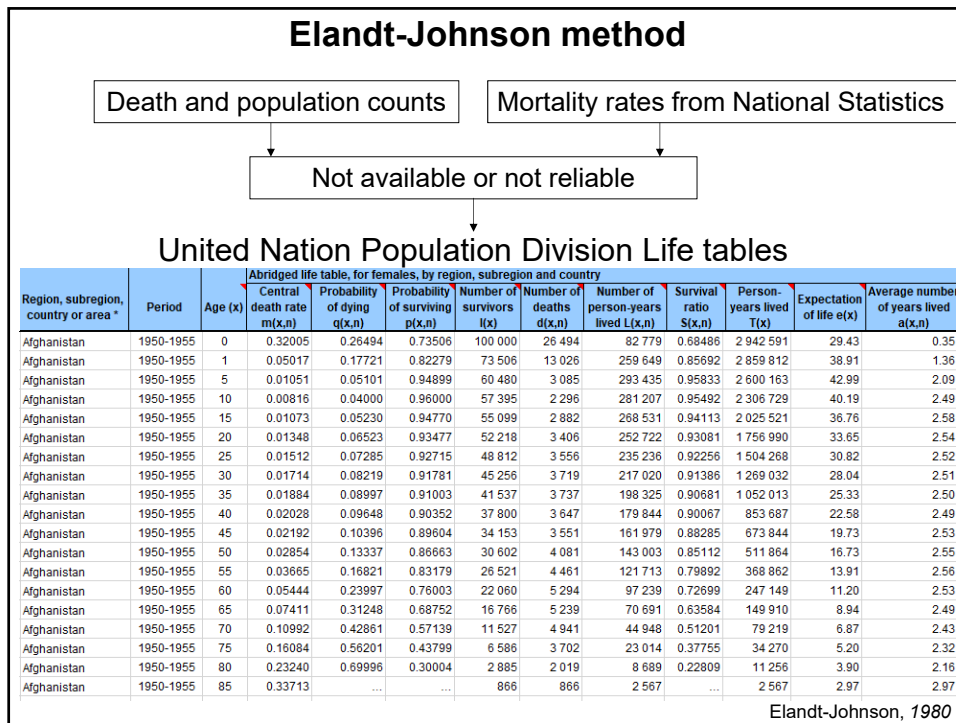 Elandt-Johnson method
Death and population counts
Mortality rates from National Statistics
Not available or not reliable
United Nation Population Division Life tables
Abridged life table, for females, by region, subregion and country
Region, subregion, country or area * Period Age (x) Central death rate m(x,n) Probability of dying q(x,n) Probability of surviving p(x,n) Number of survivors l(x) Number of deaths d(x,n) Number of person-years lived L(x,n) Survival ratio S(x,n) Person-years lived T(x) Expectation of life e(x) Average number of years lived a(x,n)
Afghanistan 1950-1955 0 0.32005 0.26494 0.73506 100 000 26 494 82 779 0.68486 2 942 591 29.43 0.35
Afghanistan 1950-1955 1 0.05017 0.17721 0.82279 73 506 13 026 259 649 0.85692 2 859 812 38.91 1.36
Afghanistan 1950-1955 5 0.01051 0.05101 0.94899 60 480 3 085 293 435 0.95833 2 600 163 42.99 2.09
Afghanistan 1950-1955 10 0.00816 0.04000 0.96000 57 395 2 296 281 207 0.95492 2 306 729 40.19 2.49
Afghanistan 1950-1955 15 0.01073 0.05230 0.94770 55 099 2 882 268 531 0.94113 2 025 521 36.76 2.58
Afghanistan 1950-1955 20 0.01348 0.06523 0.93477 52 218 3 406 252 722 0.93081 1 756 990 33.65 2.54
Afghanistan 1950-1955 25 0.01512 0.07285 0.92715 48 812 3 556 235 236 0.92256 1 504 268 30.82 2.52
Afghanistan 1950-1955 30 0.01714 0.08219 0.91781 45 256 3 719 217 020 0.91386 1 269 032 28.04 2.51
Afghanistan 1950-1955 35 0.01884 0.08997 0.91003 41 537 3 737 198 325 0.90681 1 052 013 25.33 2.50
Afghanistan 1950-1955 40 0.02028 0.09648 0.90352 37 800 3 647 179 844 0.90067 853 687 22.58 2.49
Afghanistan 1950-1955 45 0.02192 0.10396 0.89604 34 153 3 551 161 979 0.88285 673 844 19.73 2.53
Afghanistan 1950-1955 50 0.02854 0.13337 0.86663 30 602 4 081 143 003 0.85112 511 864 16.73 2.55
Afghanistan 1950-1955 55 0.03665 0.16821 0.83179 26 521 4 461 121 713 0.79892 368 862 13.91 2.56
Afghanistan 1950-1955 60 0.05444 0.23997 0.76003 22 060 5 294 97 239 0.72699 247 149 11.20 2.53
Afghanistan 1950-1955 65 0.07411 0.31248 0.68752 16 766 5 239 70 691 0.63584 149 910 8.94 2.49
Afghanistan 1950-1955 70 0.10992 0.42861 0.57139 11 527 4 941 44 948 0.51201 79 219 6.87 2.43
Afghanistan 1950-1955 75 0.16084 0.56201 0.43799 6 586 3 702 23 014 0.37755 34 270 5.20 2.32
Afghanistan 1950-1955 80 0.23240 0.69996 0.30004 2 885 2 019 8 689 0.22809 11 256 3.90 2.16
Afghanistan 1950-1955 85 0.33713 ... ... 866 866 2 567 ... 2 567 2.97 2.97
Elandt-Johnson, 1980